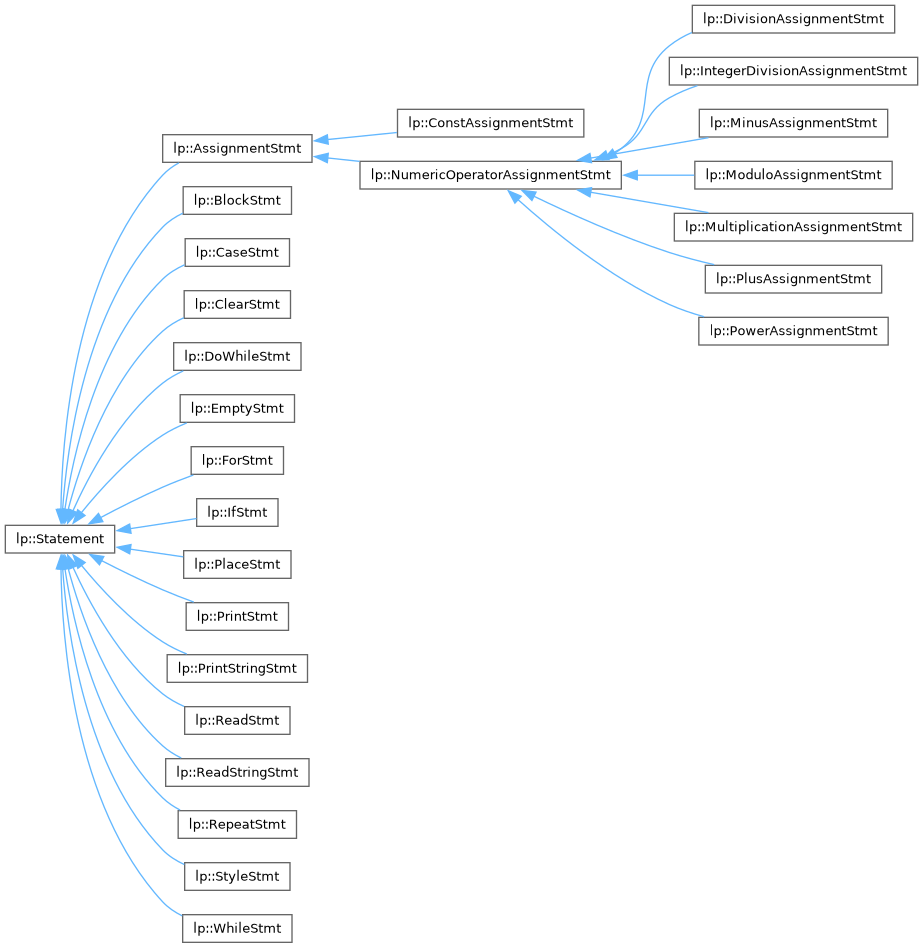 lp::DivisionAssignmentStmt
lp::IntegerDivisionAssignmentStmt
lp::ConstAssignmentStmt
lp::MinusAssignmentStmt
lp::AssignmentStmt
lp::NumericOperatorAssignmentStmt
lp::ModuloAssignmentStmt
lp::BlockStmt
lp::MultiplicationAssignmentStmt
lp::CaseStmt
lp::PlusAssignmentStmt
lp::ClearStmt
lp::PowerAssignmentStmt
lp::DoWhileStmt
lp::EmptyStmt
lp::ForStmt
lp::IfStmt
lp::Statement
lp::PlaceStmt
lp::PrintStmt
lp::PrintStringStmt
lp::ReadStmt
lp::ReadStringStmt
lp::RepeatStmt
lp::StyleStmt
lp::WhileStmt